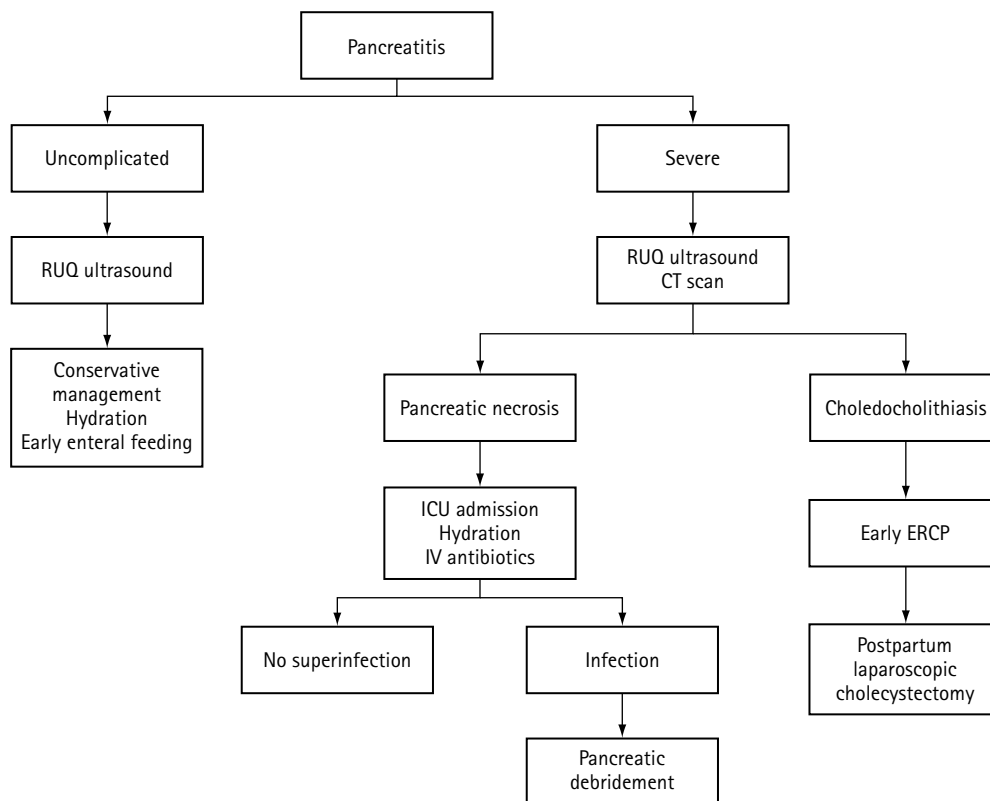 Pancreatitis
Uncomplicated
Severe
RUQ ultrasound
RUQ ultrasound
CT scan
Conservative
management
Hydration
Early enteral feeding
Pancreatic necrosis
Choledocholithiasis
ICU admission
Hydration
IV antibiotics
Early ERCP
No superinfection
Infection
Postpartum
laparoscopic
cholecystectomy
Pancreatic
debridement